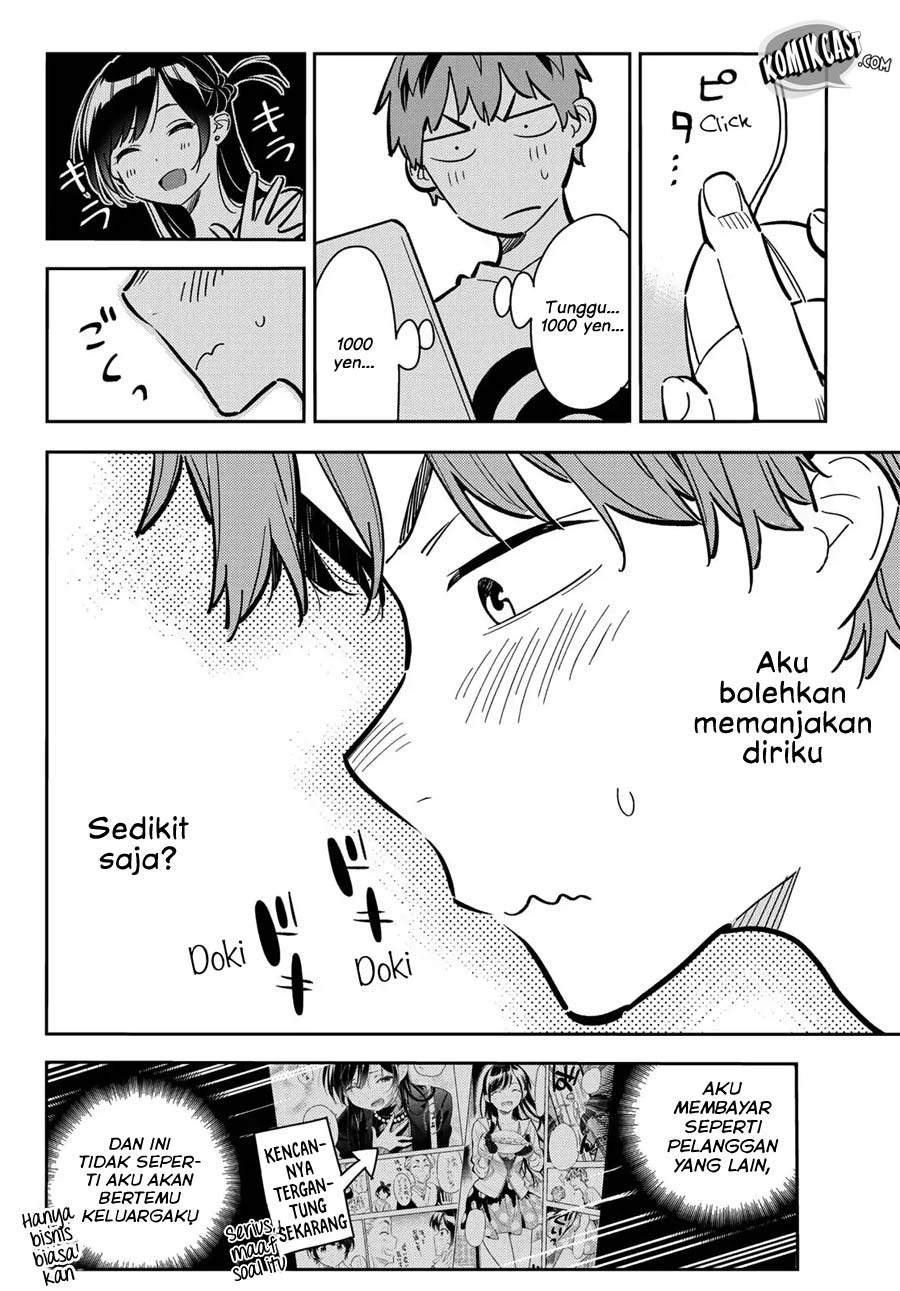 KOMIKCAST
.COM
ピ
タ
...
Click
Tunggu...
1000 yen...
1000
yen...
キ
ラ
キ
ラ
ごくっ
Aku
bolehkan
memanjakan
diriku
Sedikit
saja?
ドキ
Doki
ドキ
Doki
AKU
MEMBAYAR
SEPERTI
PELANGGAN
YANG LAIN,
KENCAN-
NYA
TERGAN-
TUNG
SEKARANG
Serius,
maaf
soal itu
DAN INI
TIDAK SEPER-
TI AKU AKAN
BERTEMU
KELUARGAKU
Hanya
bisnis
biasa!
kan